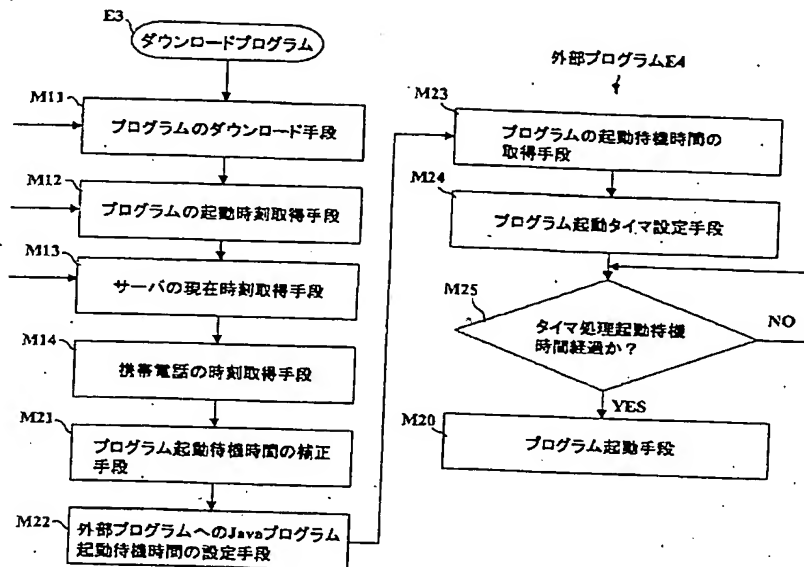 E3
ダウンロードプログラム
M11
プログラムのダウンロード手段
M12
プログラムの起動時刻取得手段
M13
サーバの現在時刻取得手段
M14
携帯電話の時刻取得手段
M21
プログラム起動待機時間の補正
手段
M22
外部プログラムへのJavaプログラム
起動待機時間の設定手段
外部プログラムE4
M23
プログラムの起動待機時間の
取得手段
M24
プログラム起動タイマ設定手段
M25
タイマ処理起動待機
時間経過か?
NO
YES
M20
プログラム起動手段